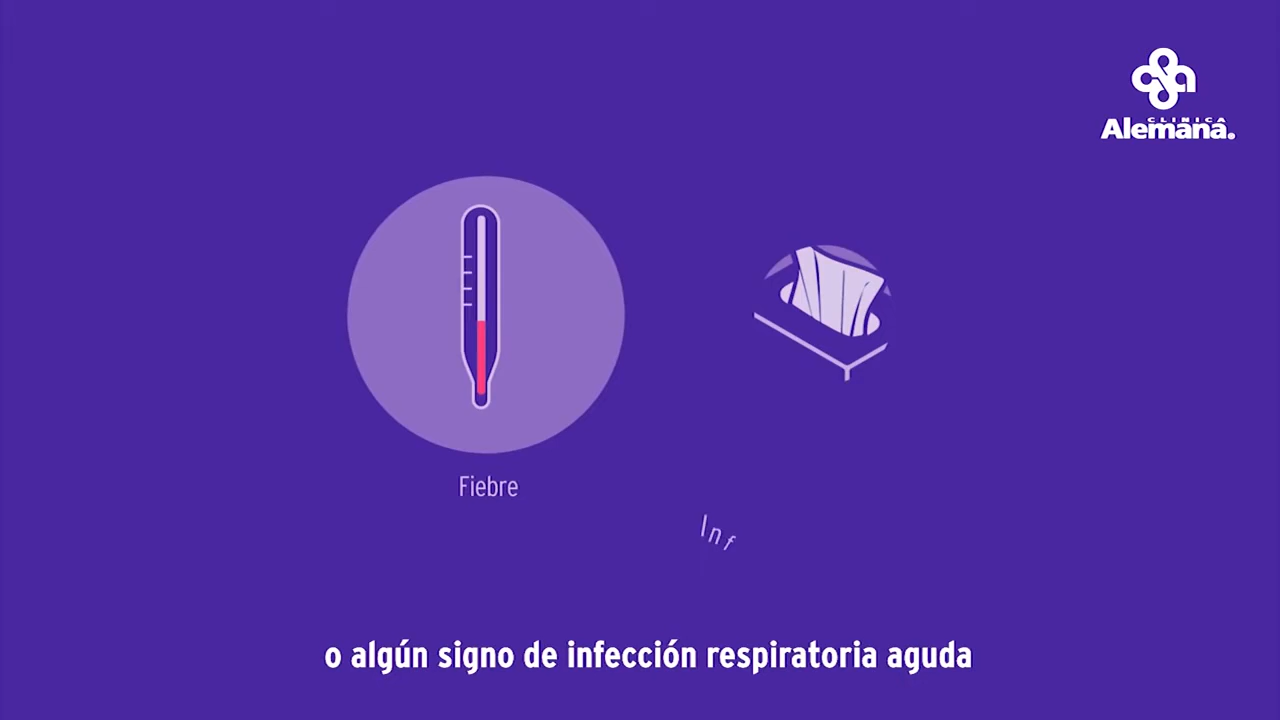 CLINICA
Alemana.
Fiebre
Inf
o algún signo de infección respiratoria aguda